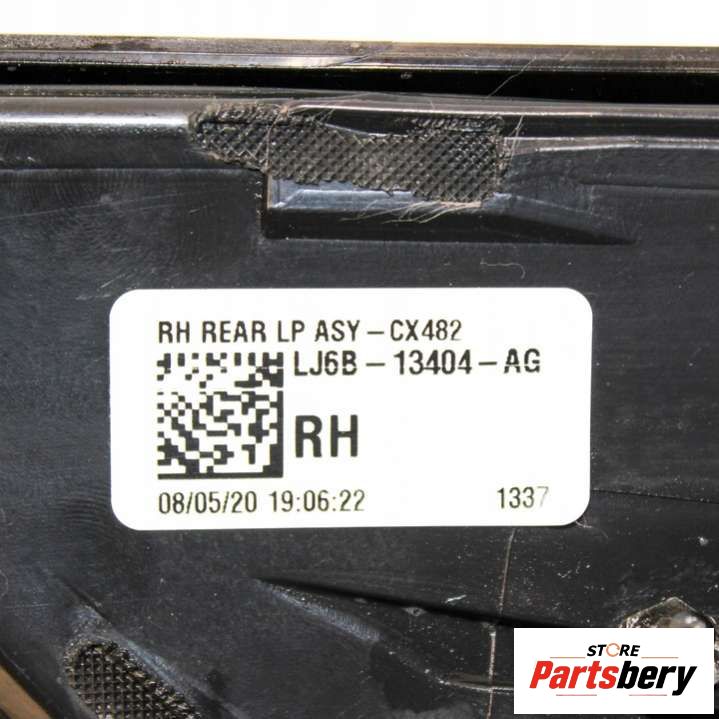 RH REAR LP ASY-CX482
LJ6B-13404-AG
RH
08/05/20 19:06:22 1337
STORE
Partsbery